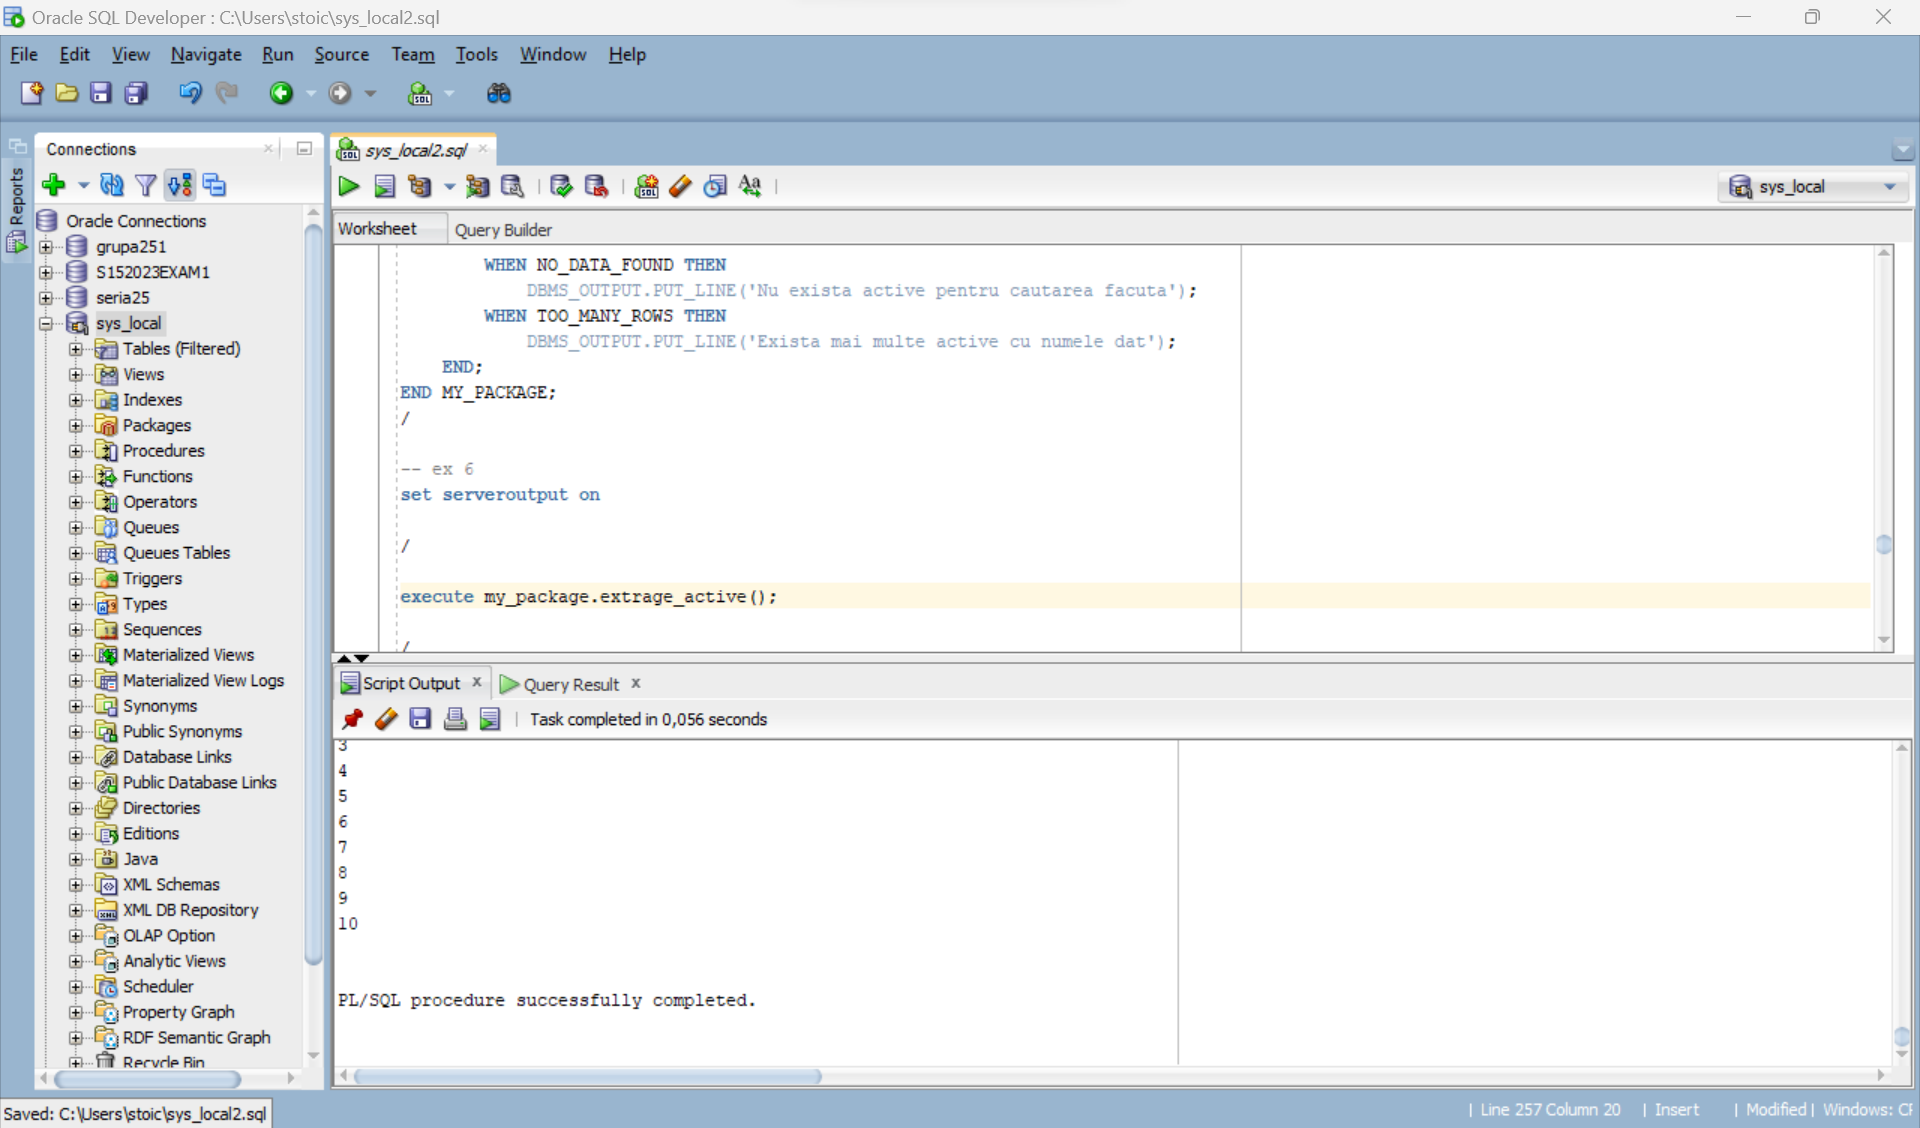 Oracle SQL Developer : C:\Users\stoic\sys_local2.sql
File Edit View Navigate Run Source Team Tools Window Help
Reports
Connections
Oracle Connections
grupa251
S152023EXAM1
seria25
sys_local
Tables (Filtered)
Views
Indexes
Packages
Procedures
Functions
Operators
Queues
Queues Tables
Triggers
Types
Sequences
Materialized Views
Materialized View Logs
Synonyms
Public Synonyms
Database Links
Public Database Links
Directories
Editions
Java
XML Schemas
XML DB Repository
OLAP Option
Analytic Views
Scheduler
Property Graph
RDF Semantic Graph
Recycle Bin
sys_local2.sql
sys_local
Worksheet Query Builder
WHEN NO_DATA_FOUND THEN
DBMS_OUTPUT.PUT_LINE('Nu exista active pentru cautarea facuta');
WHEN TOO_MANY_ROWS THEN
DBMS_OUTPUT.PUT_LINE('Exista mai multe active cu numele dat');
END;
END MY_PACKAGE;
/
-- ex 6
set serveroutput on
/
execute my_package.extrage_active();
/
Script Output x Query Result x
Task completed in 0,056 seconds
3
4
5
6
7
8
9
10
PL/SQL procedure successfully completed.
Saved: C:\Users\stoic\sys_local2.sql
| Line 257 Column 20 | Insert | Modified | Windows: CF